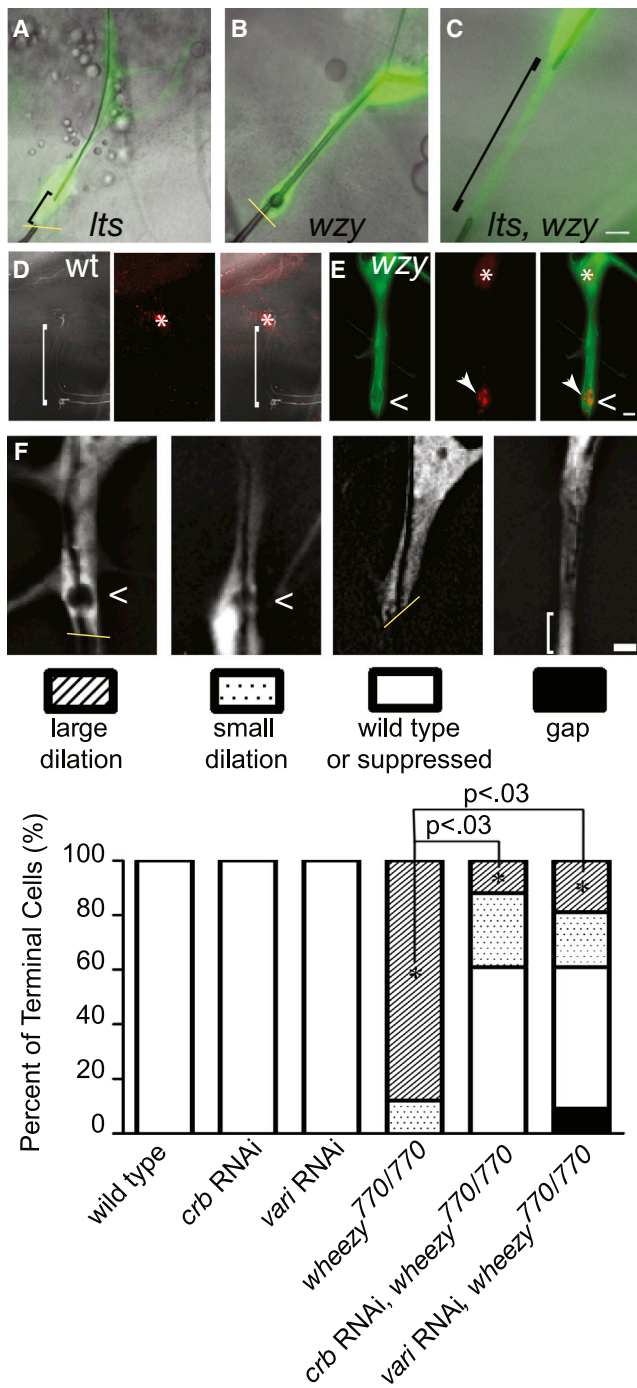 A
B
C
lts
wzy
lts, wzy
D wt
*
*
E wzy
*
<
*
*
<
F
<
<
large dilation
small dilation
wild type or suppressed
gap
p<.03
p<.03
Percent of Terminal Cells (%)
100
80
60
40
20
0
*
*
*
wild type
crb RNAi
vari RNAi
wheezy770/770
crb RNAi, wheezy770/770
vari RNAi, wheezy770/770